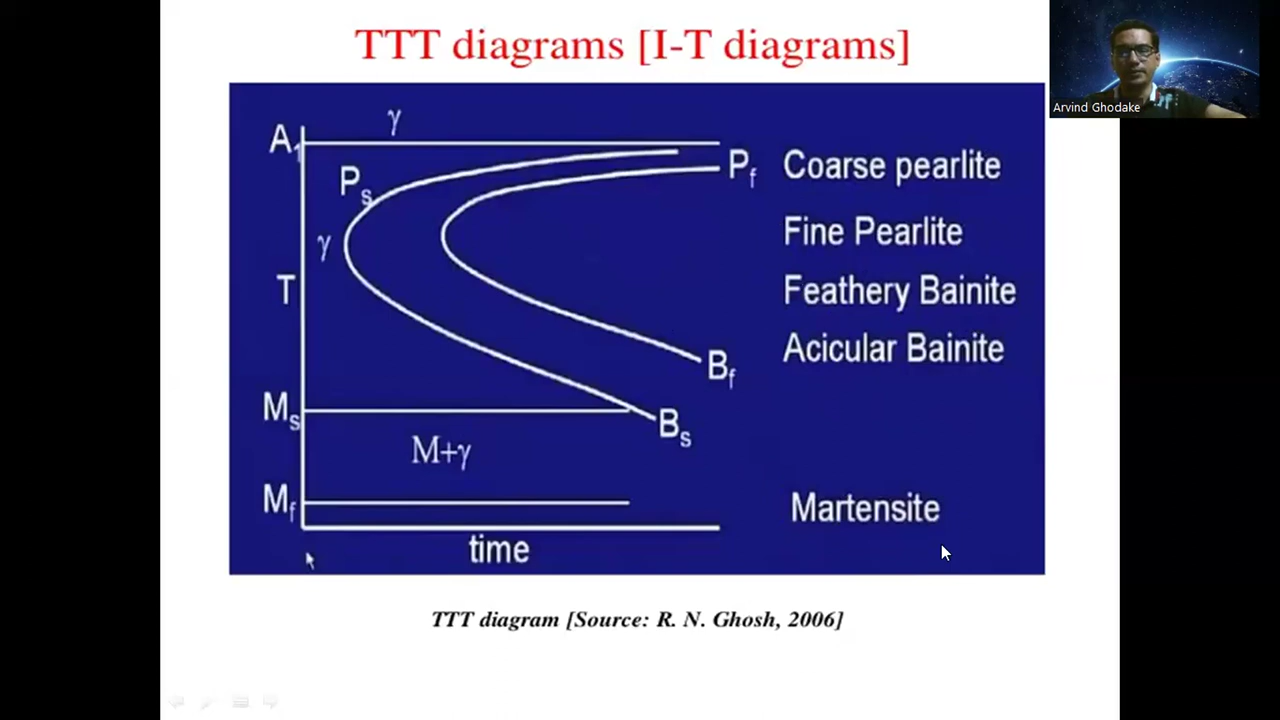 TTT diagrams [I-T diagrams]
Arvind Ghodake
γ
A1
Ps
Pf
Coarse pearlite
γ
Fine Pearlite
T
Feathery Bainite
Acicular Bainite
Bf
Ms
Bs
M+γ
Mf
Martensite
time
TTT diagram [Source: R. N. Ghosh, 2006]